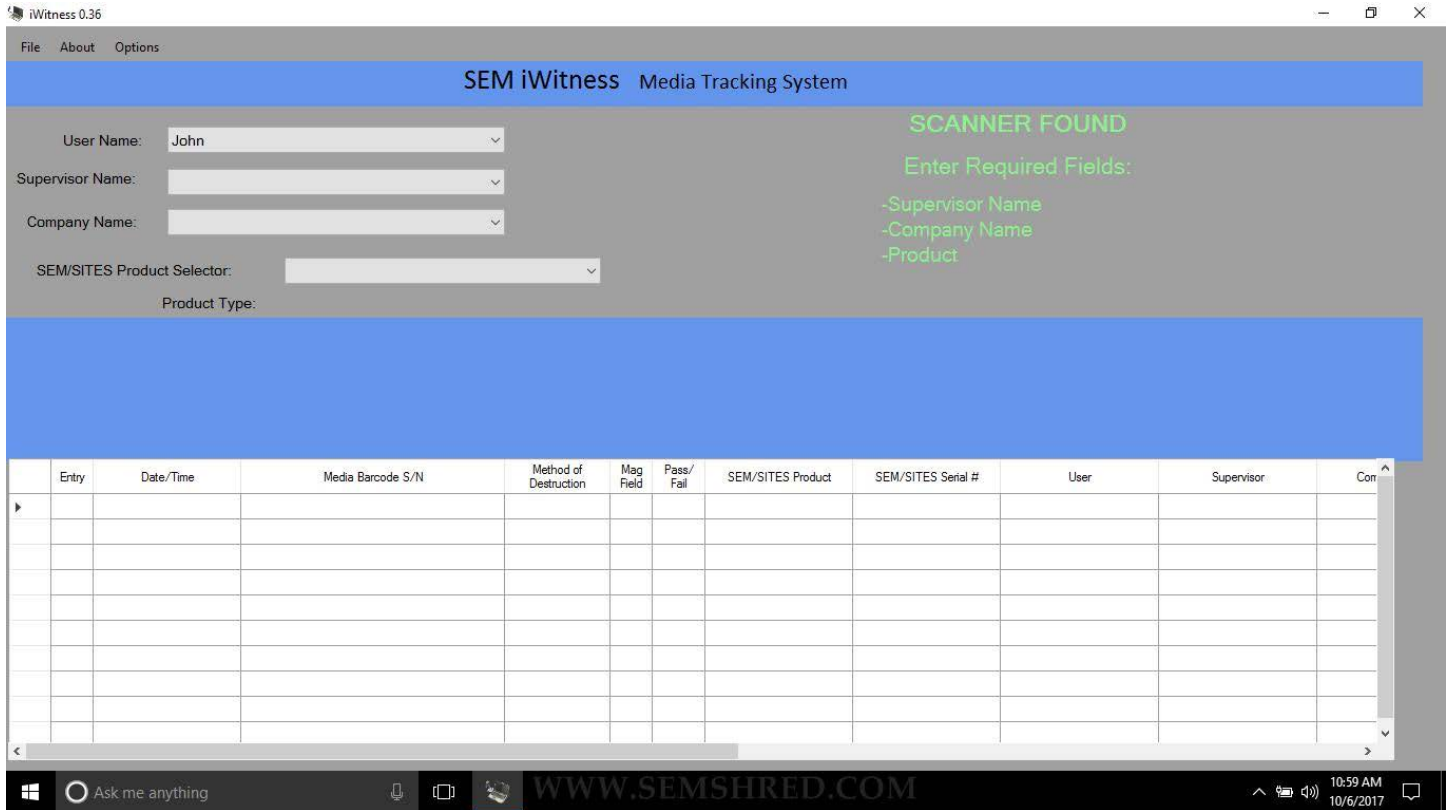 iWitness 0.36
File About Options
SEM iWitness Media Tracking System
User Name: John
Supervisor Name:
Company Name:
SEM/SITES Product Selector:
Product Type:
SCANNER FOUND
Enter Required Fields:
-Supervisor Name
-Company Name
-Product
Entry Date/Time Media Barcode S/N Method of Destruction Mag Field Pass/Fail SEM/SITES Product SEM/SITES Serial # User Supervisor Com
Ask me anything
WWW.SEMSHRED.COM
10:59 AM
10/6/2017